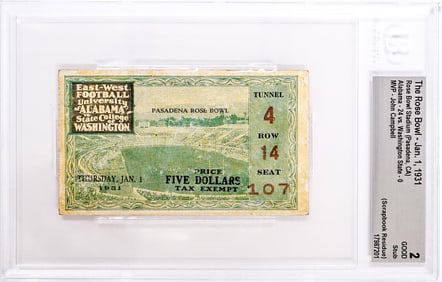 East-West
FOOTBALL
University
of "ALABAMA"
vs
State College
of
WASHINGTON
PASADENA ROSE BOWL
THURSDAY, JAN. 1
1931
PRICE
FIVE DOLLARS
TAX EXEMPT
TUNNEL
4
ROW
14
SEAT
107
The Rose Bowl - Jan. 1, 1931
Rose Bowl Stadium (Pasadena, CA)
Alabama - 24 vs. Washington State - 0
MVP - John Campbell
(Scrapbook Residue)
2
GOOD
Stub
17987201